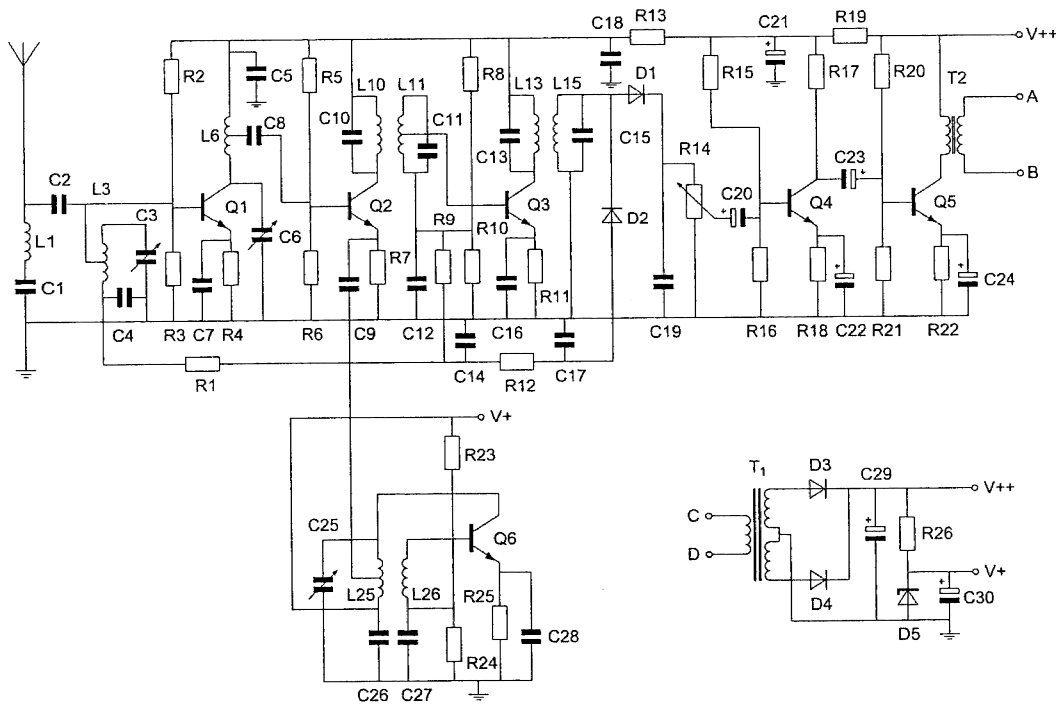 C18 R13 C21 R19 V++
R2 C5 R5 L10 L11 R8 L13 L15 D1 R15 R17 R20 T2
A
L6 C8 C10 C11 C13 C15
R14 C23 B
C2 L3 Q1 Q2 R9 Q3 D2 C20 Q4 Q5
L1 C3 C6 R7 R10 R11 C24
C1
C4 R3 C7 R4 R6 C9 C12 C16 C19 R16 R18 C22 R21 R22
R1 C14 R12 C17
V+
R23
T1 D3 C29 V++
C25 Q6 C R26
D
L25 L26 R25 D4 D5 V+
C30
C28
R24
C26 C27